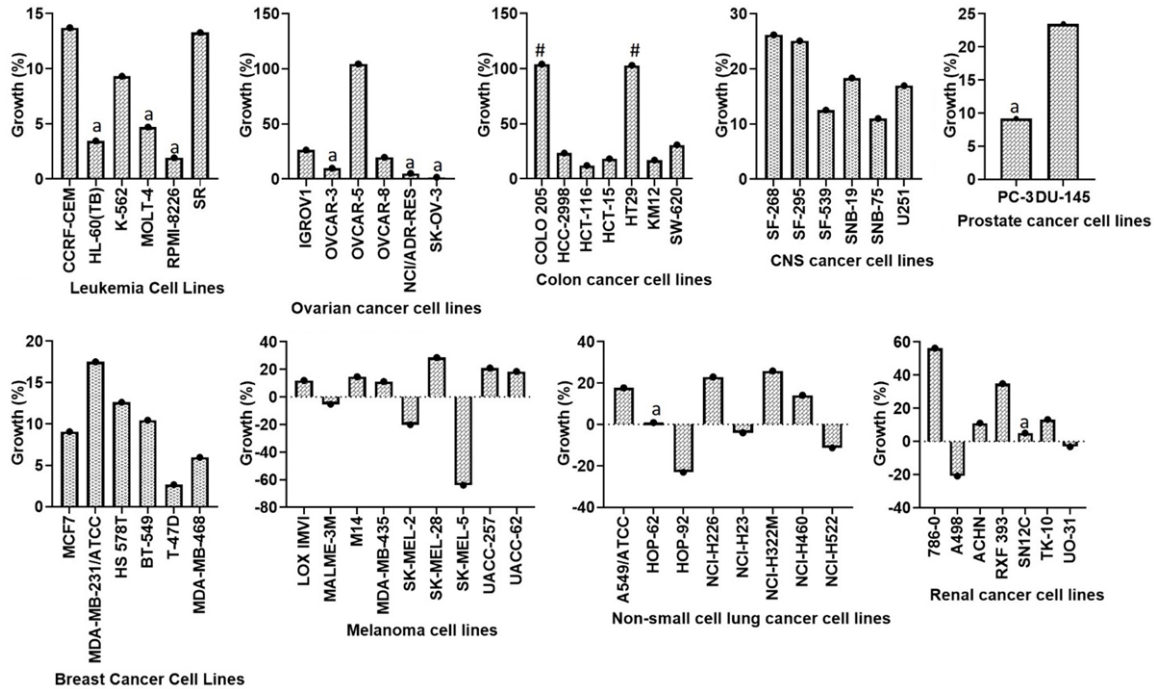 Growth (%)
15
10
5
0
a
a
a
CCRF-CEM
HL-60(TB)
K-562
MOLT-4
RPMI-8226
SR
Leukemia Cell Lines
Growth (%)
150
100
50
0
a
a
a
IGROV1
OVCAR-3
OVCAR-5
OVCAR-8
NCI/ADR-RES
SK-OV-3
Ovarian cancer cell lines
Growth (%)
150
100
50
0
#
#
COLO 205
HCC-2998
HCT-116
HCT-15
HT29
KM12
SW-620
Colon cancer cell lines
Growth (%)
30
20
10
0
SF-268
SF-295
SF-539
SNB-19
SNB-75
U251
CNS cancer cell lines
Growth (%)
25
20
15
10
5
0
a
PC-3DU-145
Prostate cancer cell lines
Growth (%)
20
15
10
5
0
MCF7
MDA-MB-231/ATCC
HS 578T
BT-549
T-47D
MDA-MB-468
Breast Cancer Cell Lines
Growth (%)
40
20
0
-20
-40
-60
-80
LOX IMVI
MALME-3M
M14
MDA-MB-435
SK-MEL-2
SK-MEL-28
SK-MEL-5
UACC-257
UACC-62
Melanoma cell lines
Growth (%)
40
20
0
-20
-40
a
A549/ATCC
HOP-62
HOP-92
NCI-H226
NCI-H23
NCI-H322M
NCI-H460
NCI-H522
Non-small cell lung cancer cell lines
Growth (%)
60
40
20
0
-20
-40
a
786-0
A498
ACHN
RXF 393
SN12C
TK-10
UO-31
Renal cancer cell lines